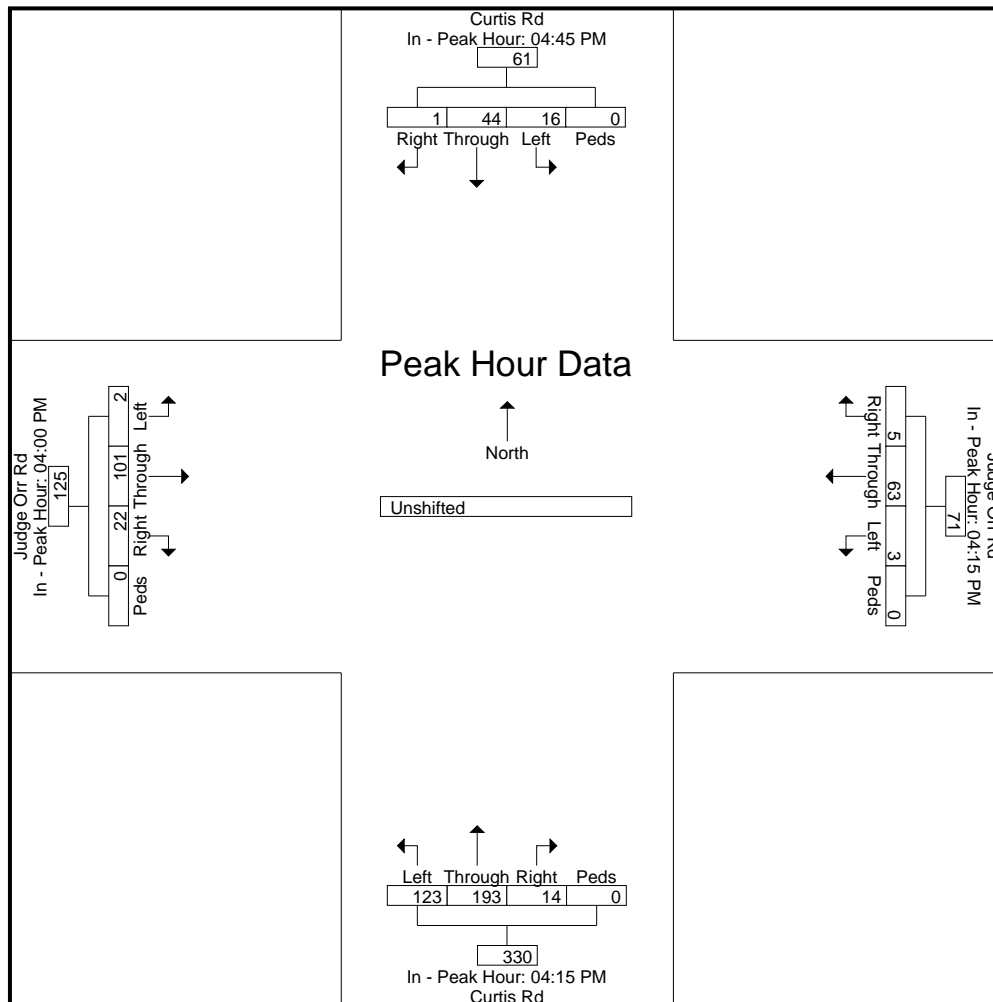 Curtis Rd
In - Peak Hour: 04:45 PM
61
1 44 16 0
Right Through Left Peds
Peak Hour Data
North
Unshifted
Judge Orr Rd
In - Peak Hour: 04:00 PM
125
2 101 22 0
Left Through Right Peds
Judge Orr Rd
In - Peak Hour: 04:15 PM
71
5 63 3 0
Right Through Left Peds
Left Through Right Peds
123 193 14 0
330
In - Peak Hour: 04:15 PM
Curtis Rd